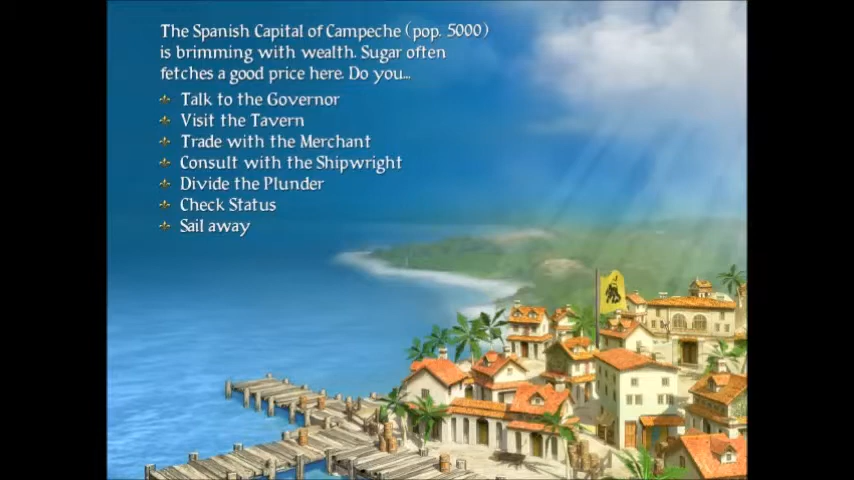 The Spanish Capital of Campeche (pop. 5000)
is brimming with wealth. Sugar often
fetches a good price here. Do you...
Talk to the Governor
Visit the Tavern
Trade with the Merchant
Consult with the Shipwright
Divide the Plunder
Check Status
Sail away